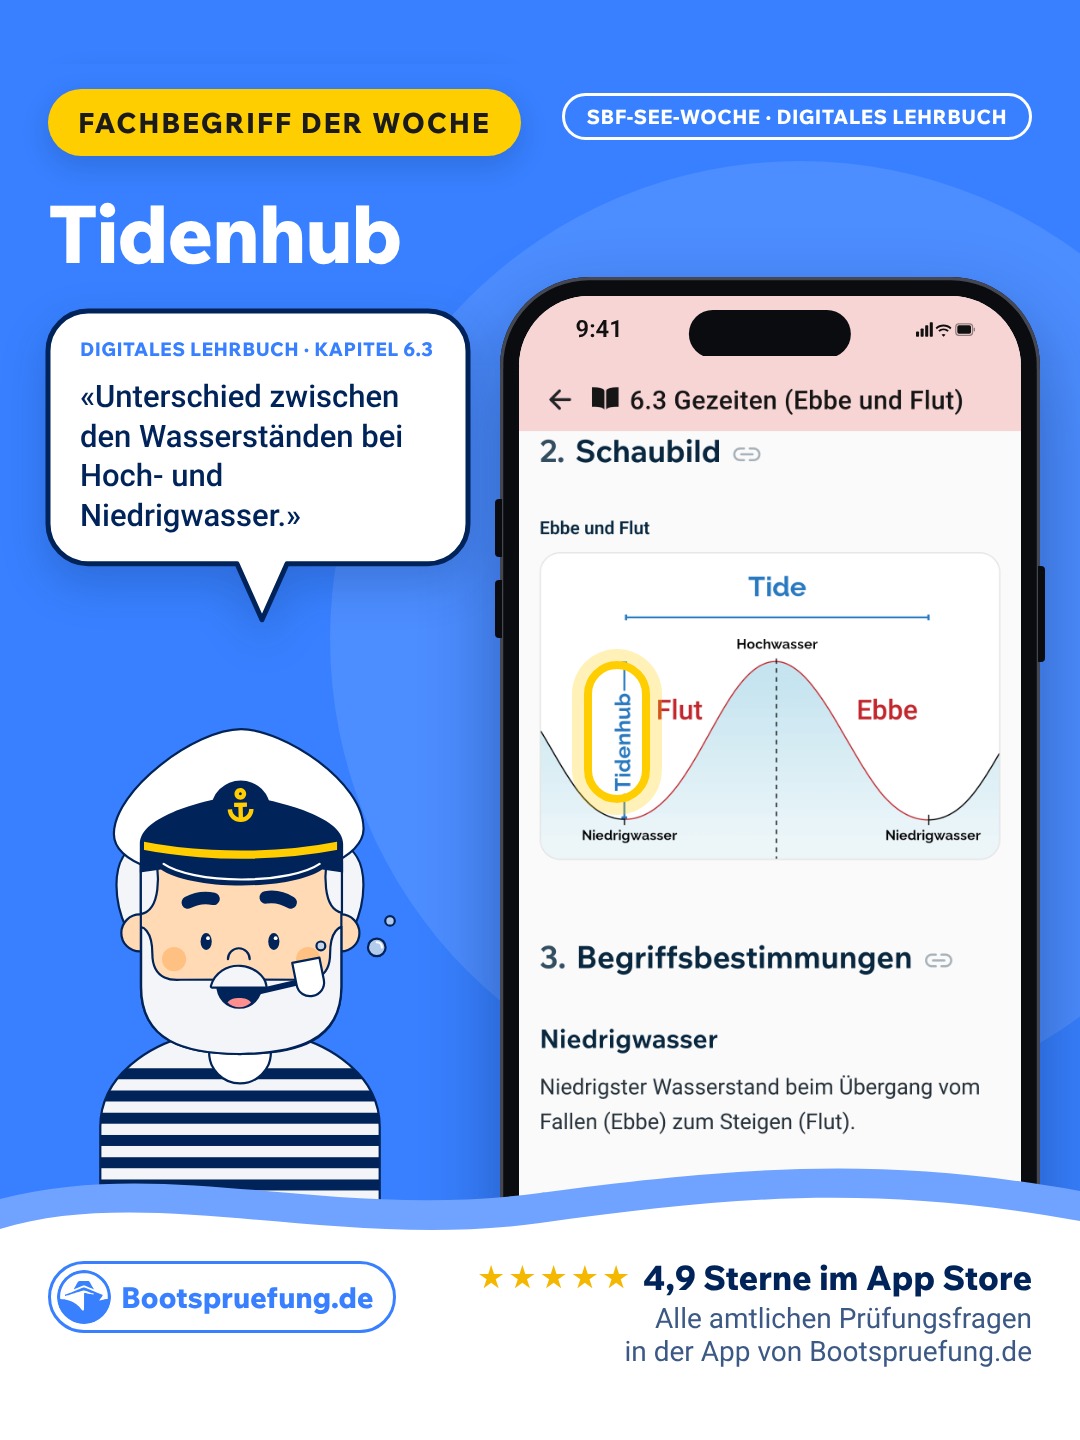 FACHBEGRIFF DER WOCHE
SBF-SEE-WOCHE · DIGITALES LEHRBUCH
Tidenhub
DIGITALES LEHRBUCH · KAPITEL 6.3
«Unterschied zwischen
den Wasserständen bei
Hoch- und
Niedrigwasser.»
9:41
6.3 Gezeiten (Ebbe und Flut)
2. Schaubild
Ebbe und Flut
Tide
Hochwasser
Tidenhub
Flut
Ebbe
Niedrigwasser
Niedrigwasser
3. Begriffsbestimmungen
Niedrigwasser
Niedrigster Wasserstand beim Übergang vom
Fallen (Ebbe) zum Steigen (Flut).
Bootspruefung.de
★★★★★ 4,9 Sterne im App Store
Alle amtlichen Prüfungsfragen
in der App von Bootspruefung.de